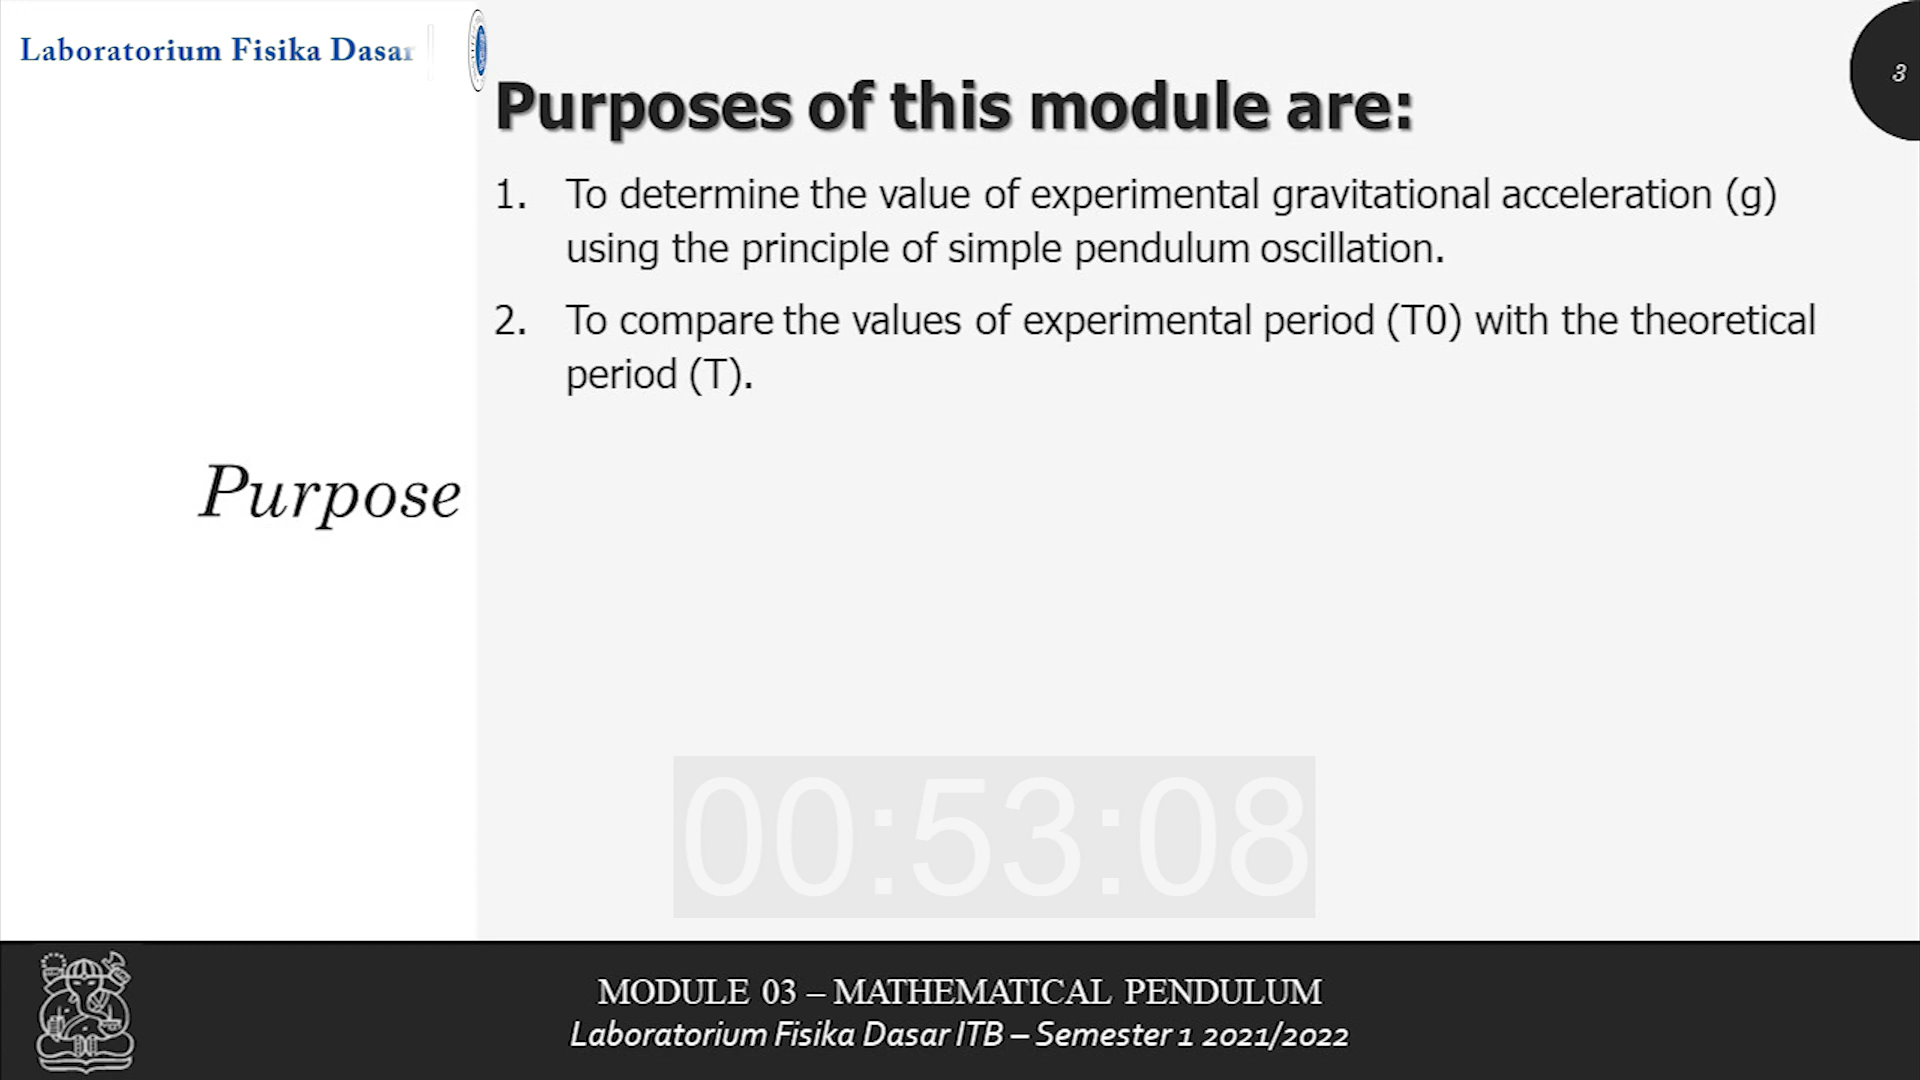 Laboratorium Fisika Dasar
3
Purposes of this module are:
1. To determine the value of experimental gravitational acceleration (g)
using the principle of simple pendulum oscillation.
2. To compare the values of experimental period (T0) with the theoretical
period (T).
Purpose
00:53:08
MODULE 03 – MATHEMATICAL PENDULUM
Laboratorium Fisika Dasar ITB – Semester 1 2021/2022